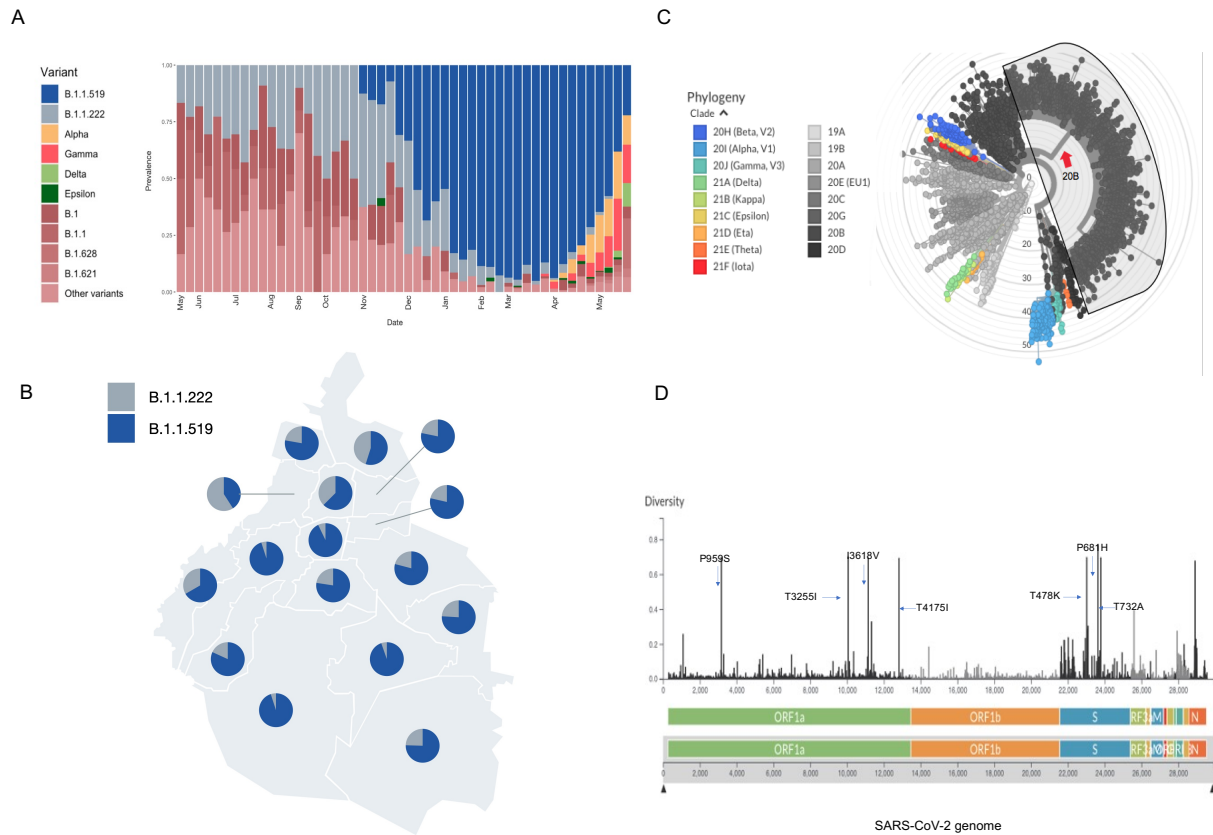 A
Variant
B.1.1.519
B.1.1.222
Alpha
Gamma
Delta
Epsilon
B.1
B.1.1
B.1.628
B.1.621
Other variants
Prevalence
1.00
0.75
0.50
0.25
0.00
May
Jun
Jul
Aug
Sep
Oct
Nov
Dec
Jan
Feb
Mar
Apr
May
Date
B
B.1.1.222
B.1.1.519
C
Phylogeny
Clade
20H (Beta, V2)
20I (Alpha, V1)
20J (Gamma, V3)
21A (Delta)
21B (Kappa)
21C (Epsilon)
21D (Eta)
21E (Theta)
21F (Iota)
19A
19B
20A
20E (EU1)
20C
20G
20B
20D
20B
0
10
20
30
40
50
D
Diversity
0.8
0.6
0.4
0.2
0.0
P959S
T3255I
I3618V
T4175I
T478K
P681H
T732A
0 2,000 4,000 6,000 8,000 10,000 12,000 14,000 16,000 18,000 20,000 22,000 24,000 26,000 28,000
ORF1a ORF1b S RF3a M N
ORF1a ORF1b S N
0 2,000 4,000 6,000 8,000 10,000 12,000 14,000 16,000 18,000 20,000 22,000 24,000 26,000 28,000
SARS-CoV-2 genome